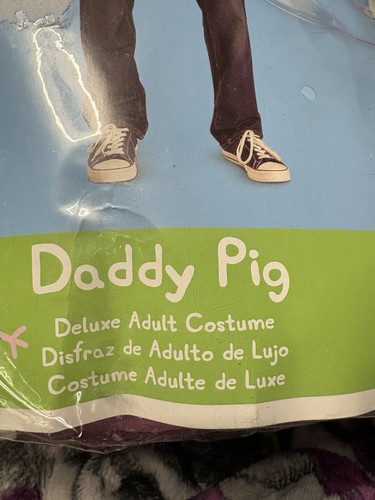 Daddy Pig
Deluxe Adult Costume
Disfraz de Adulto de Lujo
Costume Adulte de Luxe